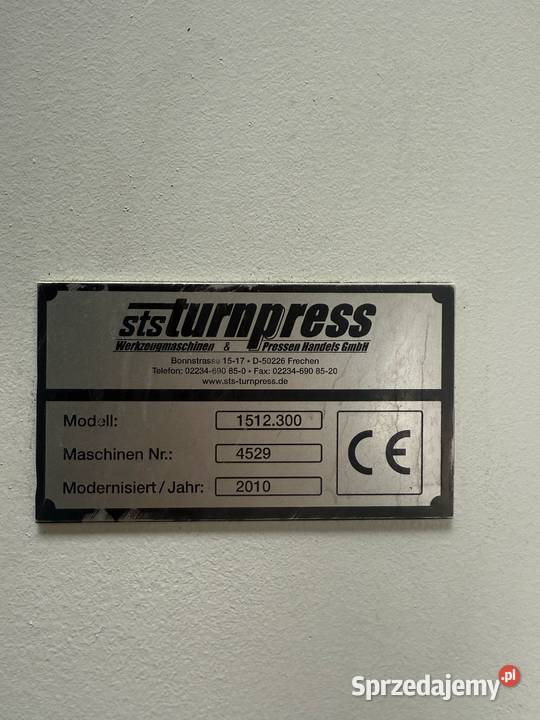 sts turnpress
Werkzeugmaschinen & Pressen Handels GmbH
Bonnstrasse 15-17 • D-50226 Frechen
Telefon: 02234-690 85-0 • Fax: 02234-690 85-20
www.sts-turnpress.de
Modell: 1512.300
Maschinen Nr.: 4529
Modernisiert/Jahr: 2010
CE
Sprzedajemy.pl